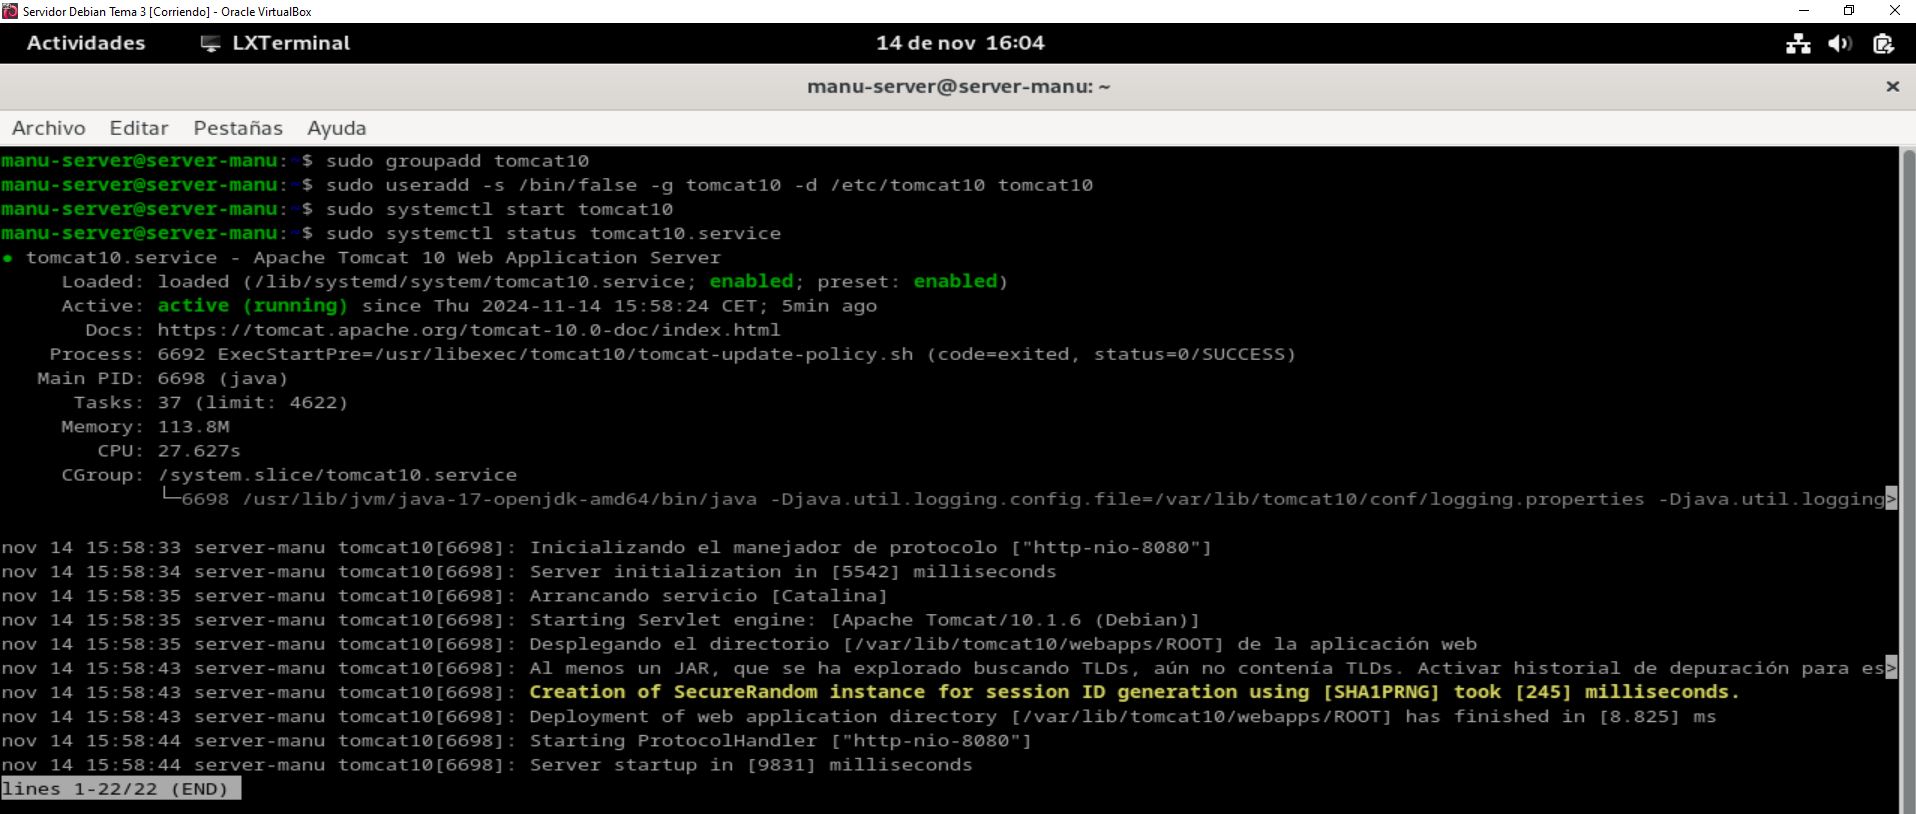 Servidor Debian Tema 3 [Corriendo] - Oracle VirtualBox
Actividades LXTerminal 14 de nov 16:04
manu-server@server-manu: ~
Archivo Editar Pestañas Ayuda
manu-server@server-manu:~$ sudo groupadd tomcat10
manu-server@server-manu:~$ sudo useradd -s /bin/false -g tomcat10 -d /etc/tomcat10 tomcat10
manu-server@server-manu:~$ sudo systemctl start tomcat10
manu-server@server-manu:~$ sudo systemctl status tomcat10.service
● tomcat10.service - Apache Tomcat 10 Web Application Server
Loaded: loaded (/lib/systemd/system/tomcat10.service; enabled; preset: enabled)
Active: active (running) since Thu 2024-11-14 15:58:24 CET; 5min ago
Docs: https://tomcat.apache.org/tomcat-10.0-doc/index.html
Process: 6692 ExecStartPre=/usr/libexec/tomcat10/tomcat-update-policy.sh (code=exited, status=0/SUCCESS)
Main PID: 6698 (java)
Tasks: 37 (limit: 4622)
Memory: 113.8M
CPU: 27.627s
CGroup: /system.slice/tomcat10.service
└─6698 /usr/lib/jvm/java-17-openjdk-amd64/bin/java -Djava.util.logging.config.file=/var/lib/tomcat10/conf/logging.properties -Djava.util.logging>
nov 14 15:58:33 server-manu tomcat10[6698]: Inicializando el manejador de protocolo ["http-nio-8080"]
nov 14 15:58:34 server-manu tomcat10[6698]: Server initialization in [5542] milliseconds
nov 14 15:58:35 server-manu tomcat10[6698]: Arrancando servicio [Catalina]
nov 14 15:58:35 server-manu tomcat10[6698]: Starting Servlet engine: [Apache Tomcat/10.1.6 (Debian)]
nov 14 15:58:35 server-manu tomcat10[6698]: Desplegando el directorio [/var/lib/tomcat10/webapps/ROOT] de la aplicación web
nov 14 15:58:43 server-manu tomcat10[6698]: Al menos un JAR, que se ha explorado buscando TLDs, aún no contenía TLDs. Activar historial de depuración para es>
nov 14 15:58:43 server-manu tomcat10[6698]: Creation of SecureRandom instance for session ID generation using [SHA1PRNG] took [245] milliseconds.
nov 14 15:58:43 server-manu tomcat10[6698]: Deployment of web application directory [/var/lib/tomcat10/webapps/ROOT] has finished in [8.825] ms
nov 14 15:58:44 server-manu tomcat10[6698]: Starting ProtocolHandler ["http-nio-8080"]
nov 14 15:58:44 server-manu tomcat10[6698]: Server startup in [9831] milliseconds
lines 1-22/22 (END)